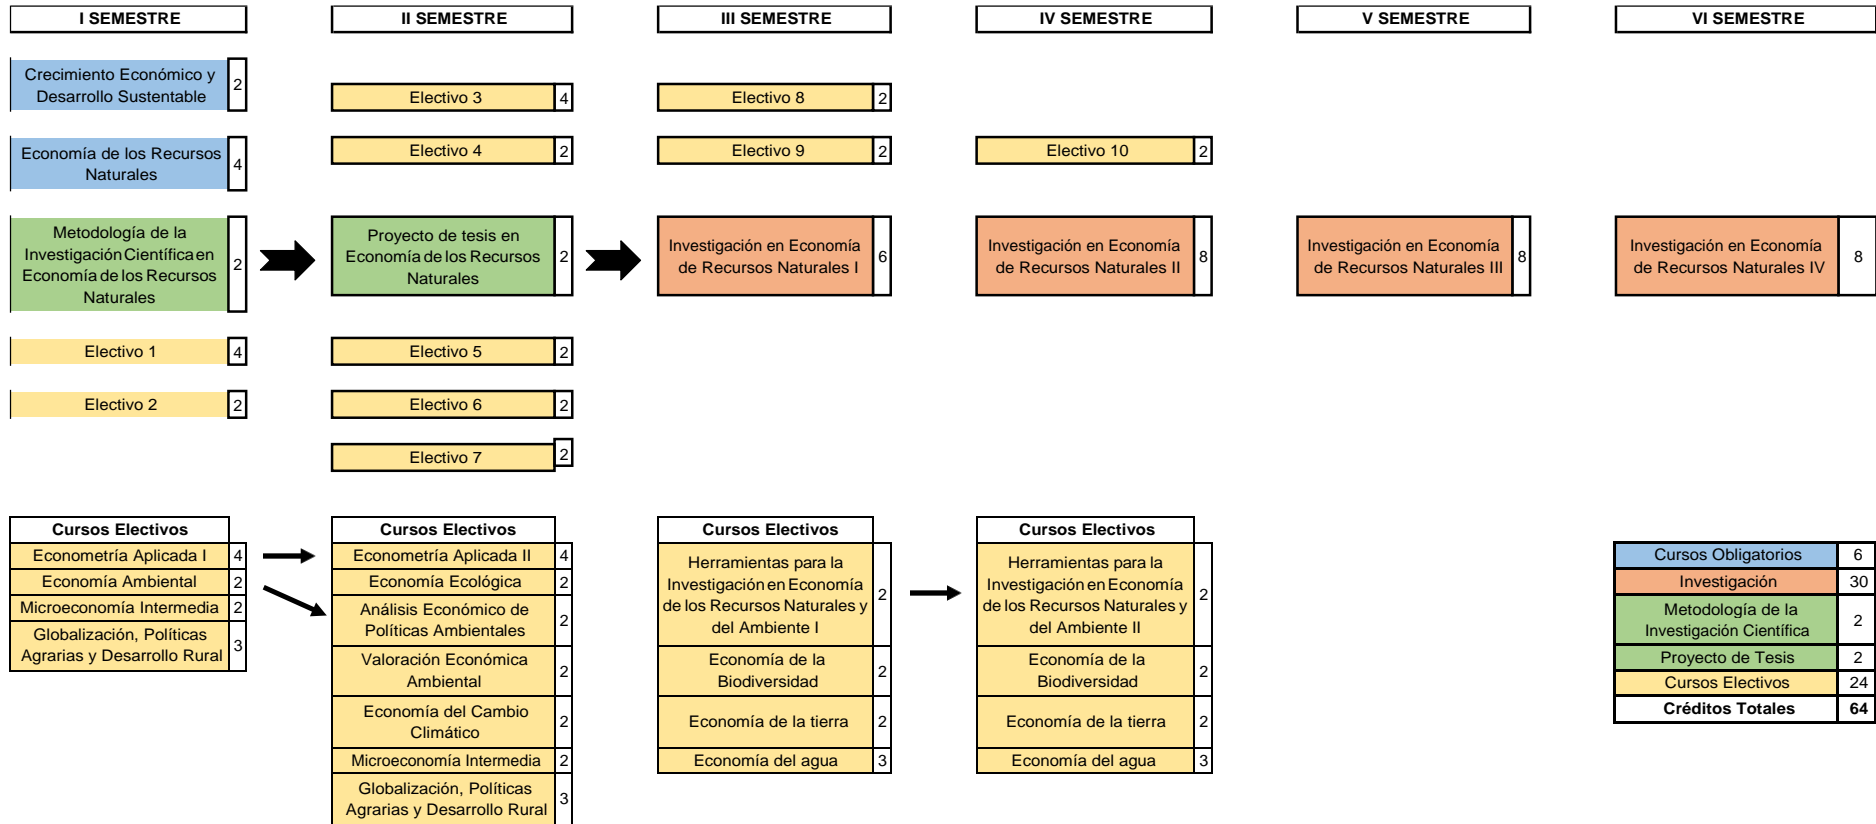 I SEMESTRE
II SEMESTRE
III SEMESTRE
IV SEMESTRE
V SEMESTRE
VI SEMESTRE
Crecimiento Económico y
Desarrollo Sustentable
2
Electivo 3
4
Electivo 8
2
Economía de los Recursos
Naturales
4
Electivo 4
2
Electivo 9
2
Electivo 10
2
Metodología de la
Investigación Científica en
Economía de los Recursos
Naturales
2
Proyecto de tesis en
Economía de los Recursos
Naturales
2
Investigación en Economía
de Recursos Naturales I
6
Investigación en Economía
de Recursos Naturales II
8
Investigación en Economía
de Recursos Naturales III
8
Investigación en Economía
de Recursos Naturales IV
8
Electivo 1
4
Electivo 5
2
Electivo 2
2
Electivo 6
2
Electivo 7
2
Cursos Electivos
Econometría Aplicada I
4
Economía Ambiental
2
Microeconomía Intermedia
2
Globalización, Políticas
Agrarias y Desarrollo Rural
3
Cursos Electivos
Econometría Aplicada II
4
Economía Ecológica
2
Análisis Económico de
Políticas Ambientales
2
Valoración Económica
Ambiental
2
Economía del Cambio
Climático
2
Microeconomía Intermedia
2
Globalización, Políticas
Agrarias y Desarrollo Rural
3
Cursos Electivos
Herramientas para la
Investigación en Economía
de los Recursos Naturales y
del Ambiente I
2
Economía de la
Biodiversidad
2
Economía de la tierra
2
Economía del agua
3
Cursos Electivos
Herramientas para la
Investigación en Economía
de los Recursos Naturales y
del Ambiente II
2
Economía de la
Biodiversidad
2
Economía de la tierra
2
Economía del agua
3
Cursos Obligatorios
6
Investigación
30
Metodología de la
Investigación Científica
2
Proyecto de Tesis
2
Cursos Electivos
24
Créditos Totales
64